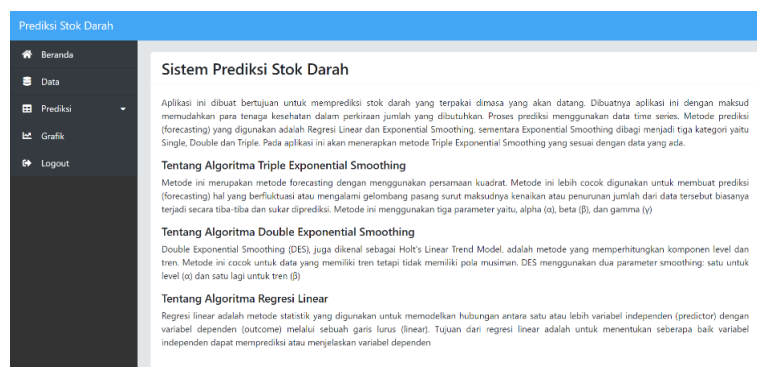 Prediksi Stok Darah
Beranda
Data
Prediksi
Grafik
Logout
Sistem Prediksi Stok Darah
Aplikasi ini dibuat bertujuan untuk memprediksi stok darah yang terpakai dimasa yang akan datang. Dibuatnya aplikasi ini dengan maksud
memudahkan para tenaga kesehatan dalam perkiraan jumlah yang dibutuhkan. Proses prediksi menggunakan data time series. Metode prediksi
(forecasting) yang digunakan adalah Regresi Linear dan Exponential Smoothing. sementara Exponential Smoothing dibagi menjadi tiga kategori yaitu
Single, Double dan Triple. Pada aplikasi ini akan menerapkan metode Triple Exponential Smoothing yang sesuai dengan data yang ada.
Tentang Algoritma Triple Exponential Smoothing
Metode ini merupakan metode forecasting dengan menggunakan persamaan kuadrat. Metode ini lebih cocok digunakan untuk membuat prediksi
(forecasting) hal yang berfluktuasi atau mengalami gelombang pasang surut maksudnya kenaikan atau penurunan jumlah dari data tersebut biasanya
terjadi secara tiba-tiba dan sukar diprediksi. Metode ini menggunakan tiga parameter yaitu, alpha (α), beta (β), dan gamma (γ)
Tentang Algoritma Double Exponential Smoothing
Double Exponential Smoothing (DES), juga dikenal sebagai Holt's Linear Trend Model, adalah metode yang memperhitungkan komponen level dan
tren. Metode ini cocok untuk data yang memiliki tren tetapi tidak memiliki pola musiman. DES menggunakan dua parameter smoothing: satu untuk
level (α) dan satu lagi untuk tren (β)
Tentang Algoritma Regresi Linear
Regresi linear adalah metode statistik yang digunakan untuk memodelkan hubungan antara satu atau lebih variabel independen (predictor) dengan
variabel dependen (outcome) melalui sebuah garis lurus (linear). Tujuan dari regresi linear adalah untuk menentukan seberapa baik variabel
independen dapat memprediksi atau menjelaskan variabel dependen